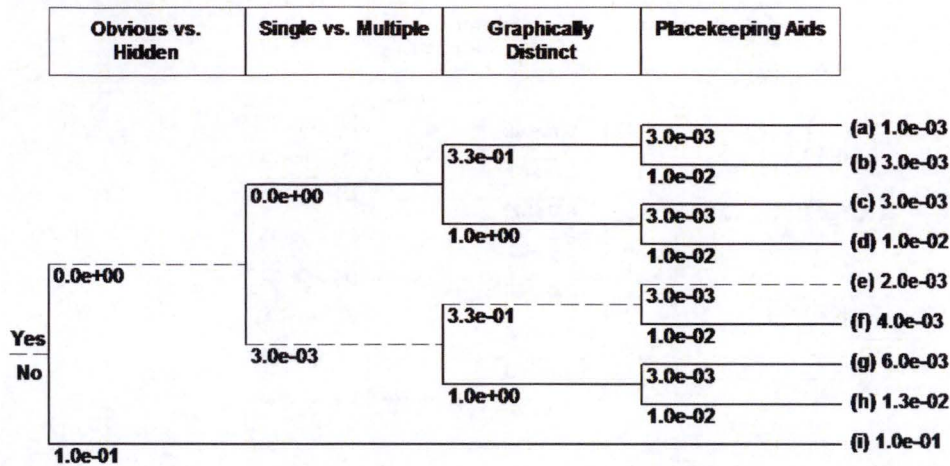 Obvious vs. Hidden
Single vs. Multiple
Graphically Distinct
Placekeeping Aids
(a) 1.0e-03
3.0e-03
3.3e-01
(b) 3.0e-03
1.0e-02
0.0e+00
(c) 3.0e-03
3.0e-03
1.0e+00
(d) 1.0e-02
1.0e-02
0.0e+00
(e) 2.0e-03
3.0e-03
3.3e-01
(f) 4.0e-03
1.0e-02
Yes
3.0e-03
(g) 6.0e-03
No
3.0e-03
1.0e+00
(h) 1.3e-02
1.0e-02
(i) 1.0e-01
1.0e-01